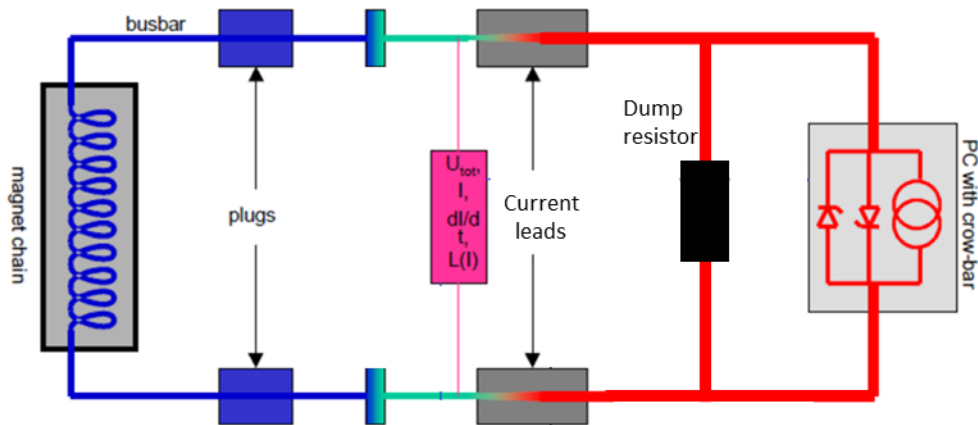 busbar
magnet chain
plugs
U_tot,
I,
dI/d
t,
L(I)
Current
leads
Dump
resistor
PC with crow-bar